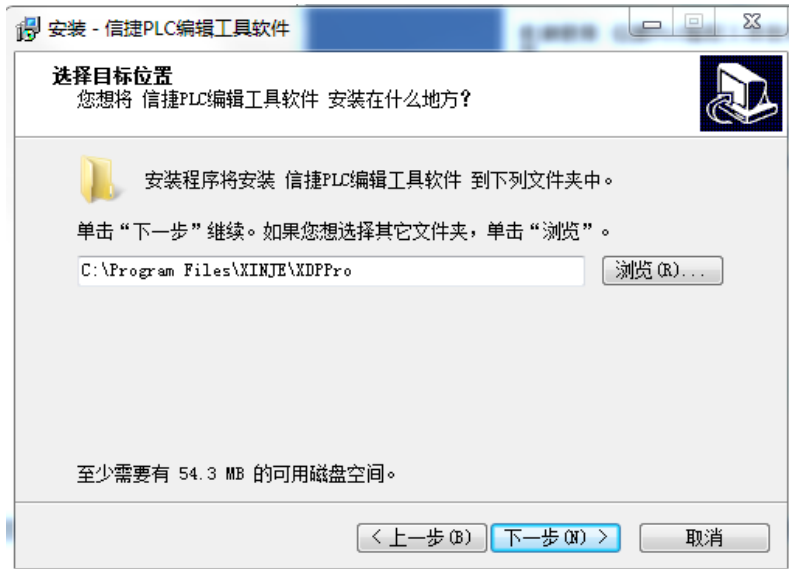 安装 - 信捷PLC编辑工具软件
选择目标位置
您想将 信捷PLC编辑工具软件 安装在什么地方?
安装程序将安装 信捷PLC编辑工具软件 到下列文件夹中。
单击“下一步”继续。如果您想选择其它文件夹，单击“浏览”。
C:\Program Files\XINJE\XDPPro
浏览(R)...
至少需要有 54.3 MB 的可用磁盘空间。
< 上一步(B) 下一步(N) > 取消